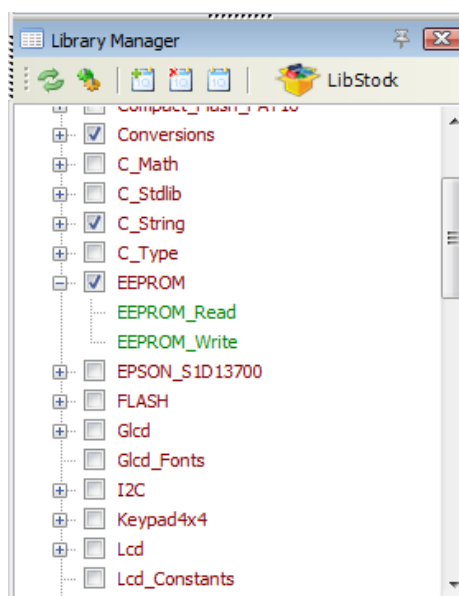 Library Manager
LibStock
Compact_Flash_FAT16
Conversions
C_Math
C_Stdlib
C_String
C_Type
EEPROM
EEPROM_Read
EEPROM_Write
EPSON_S1D13700
FLASH
Glcd
Glcd_Fonts
I2C
Keypad4x4
Lcd
Lcd_Constants